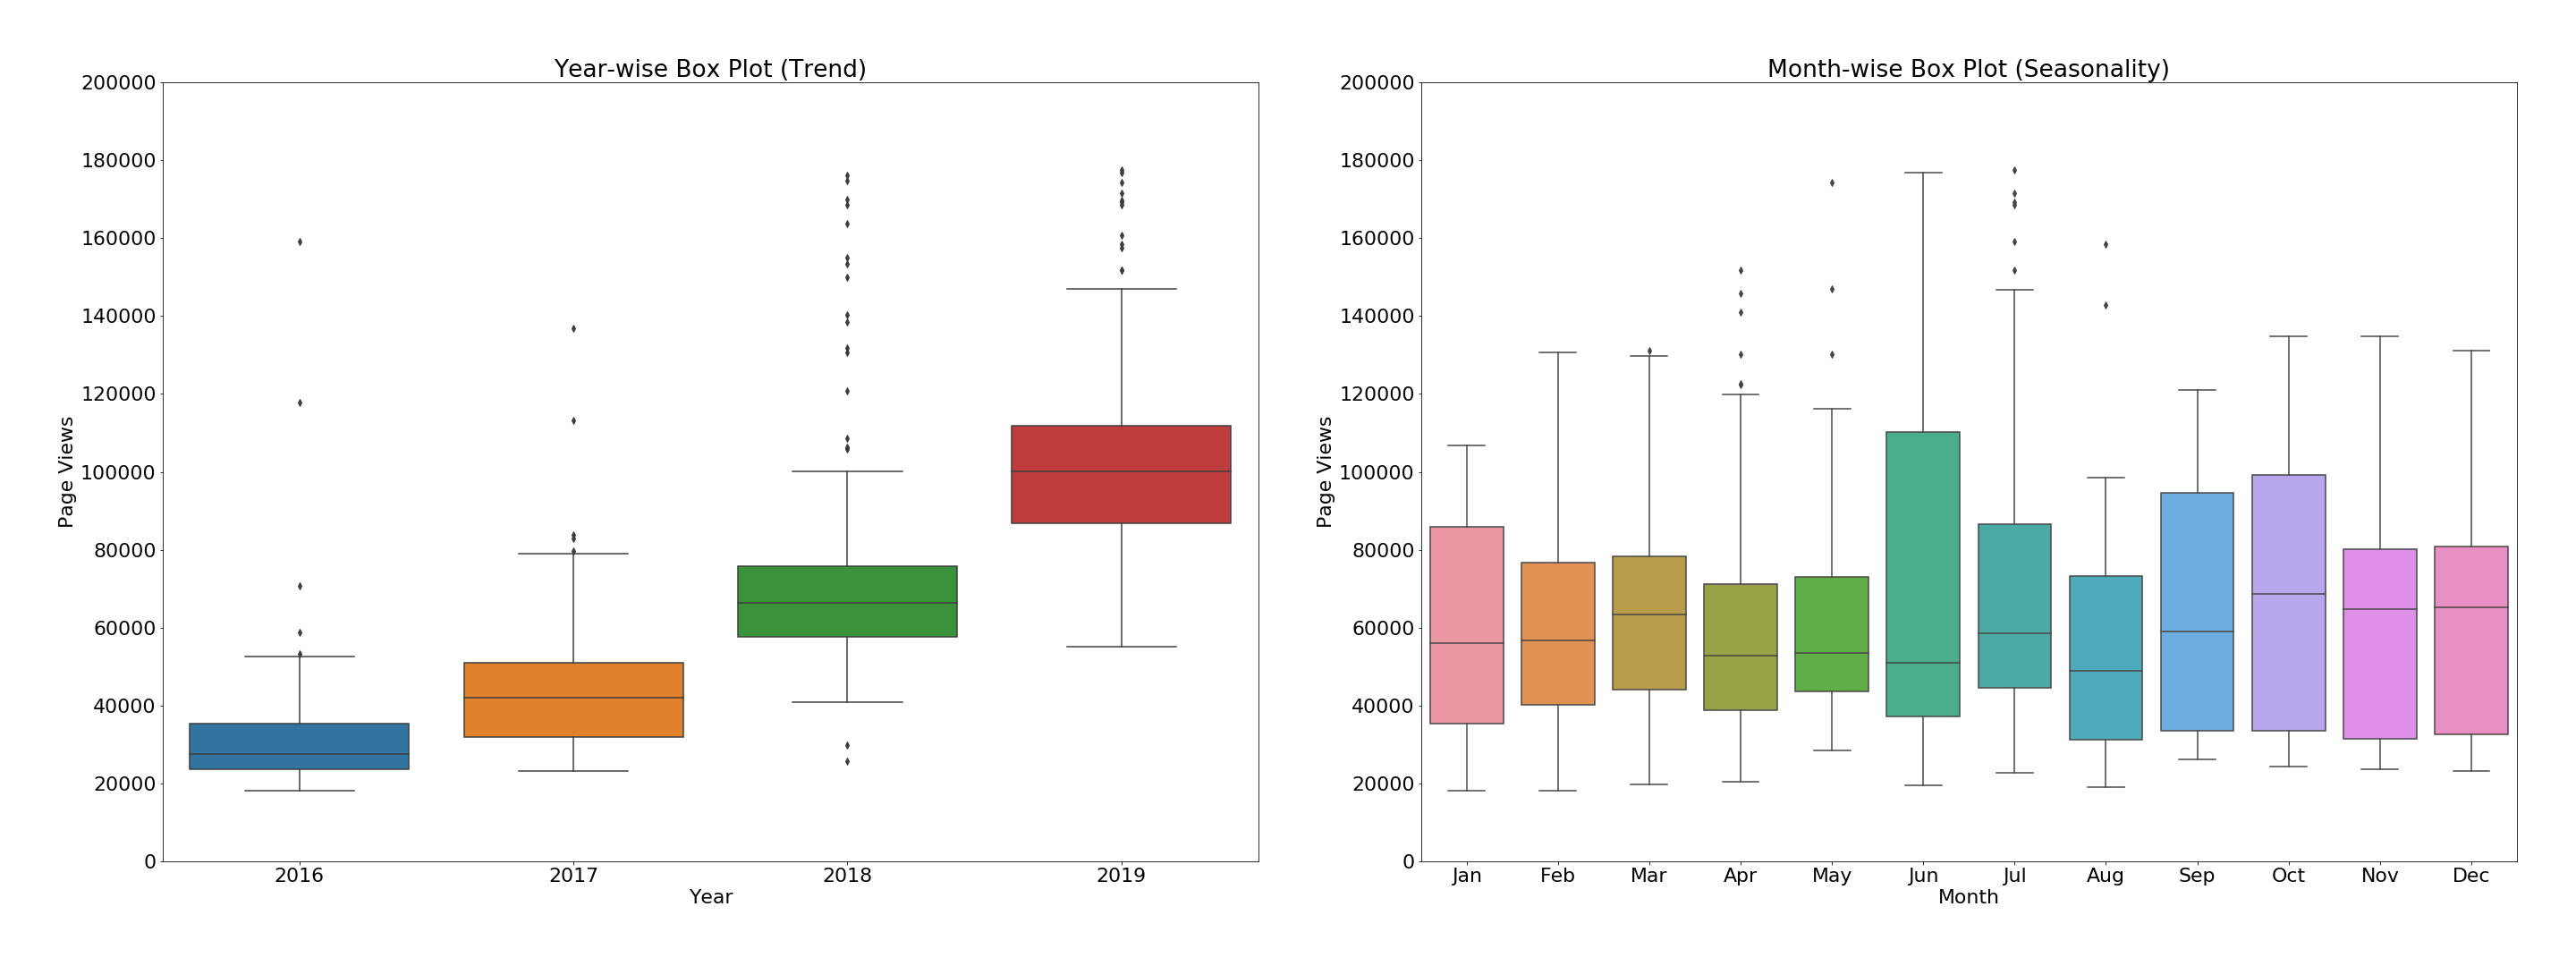 Year-wise Box Plot (Trend)
200000
180000
160000
140000
120000
100000
80000
60000
40000
20000
0
Page Views
2016 2017 2018 2019
Year
Month-wise Box Plot (Seasonality)
200000
180000
160000
140000
120000
100000
80000
60000
40000
20000
0
Page Views
Jan Feb Mar Apr May Jun Jul Aug Sep Oct Nov Dec
Month